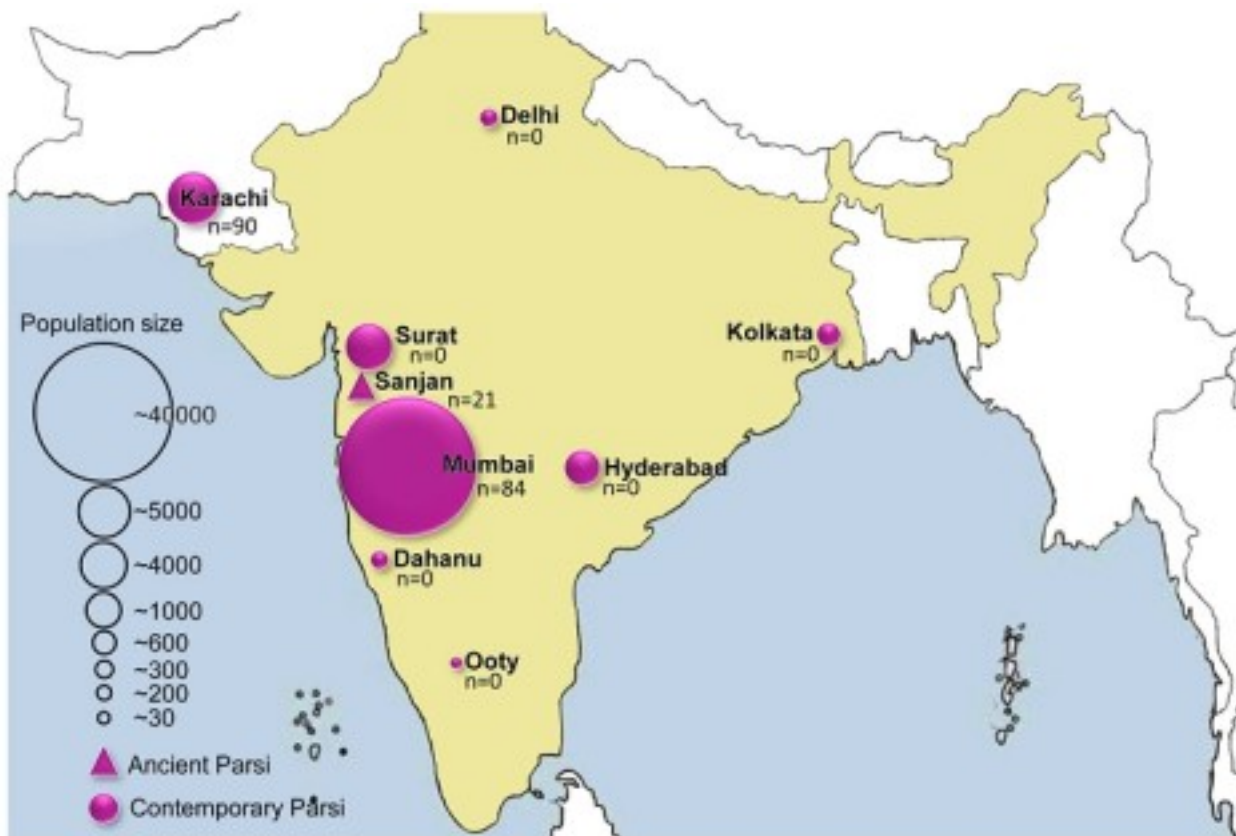 Delhi
n=0
Karachi
n=90
Population size
Surat
n=0
Kolkata
n=0
Sanjan
n=21
~40000
Mumbai
n=84
Hyderabad
n=0
~5000
Dahanu
n=0
~4000
~1000
~600
Ooty
n=0
~300
~200
~30
Ancient Parsi
Contemporary Parsi